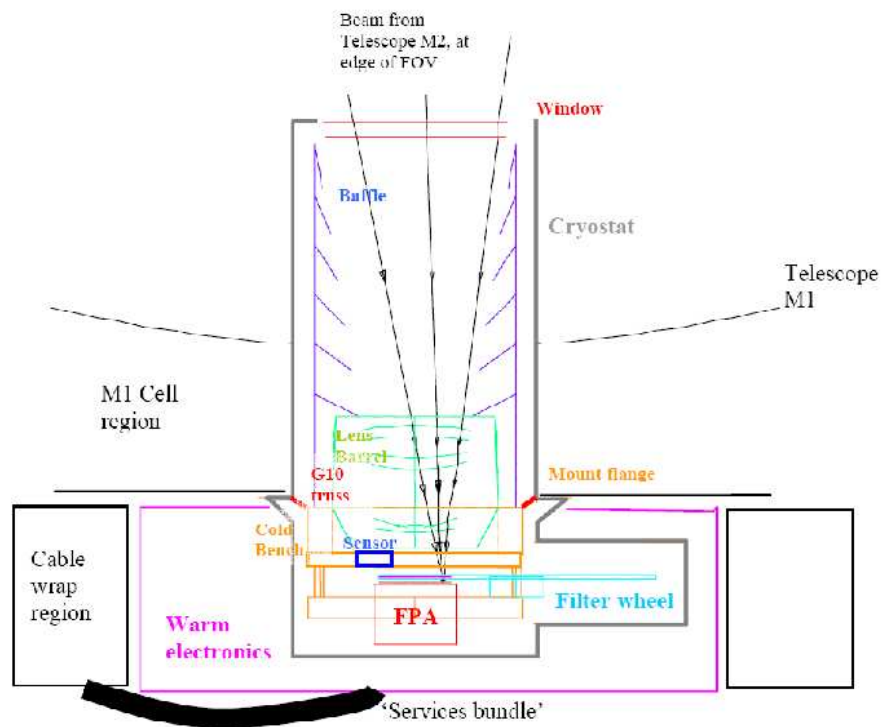 Beam from
Telescope M2, at
edge of FOV
Window
Baffle
Cryostat
Telescope
M1
M1 Cell
region
Lens
Barrel
G10
truss
Mount flange
Cold
Bench
Sensor
Cable
wrap
region
Filter wheel
FPA
Warm
electronics
'Services bundle'